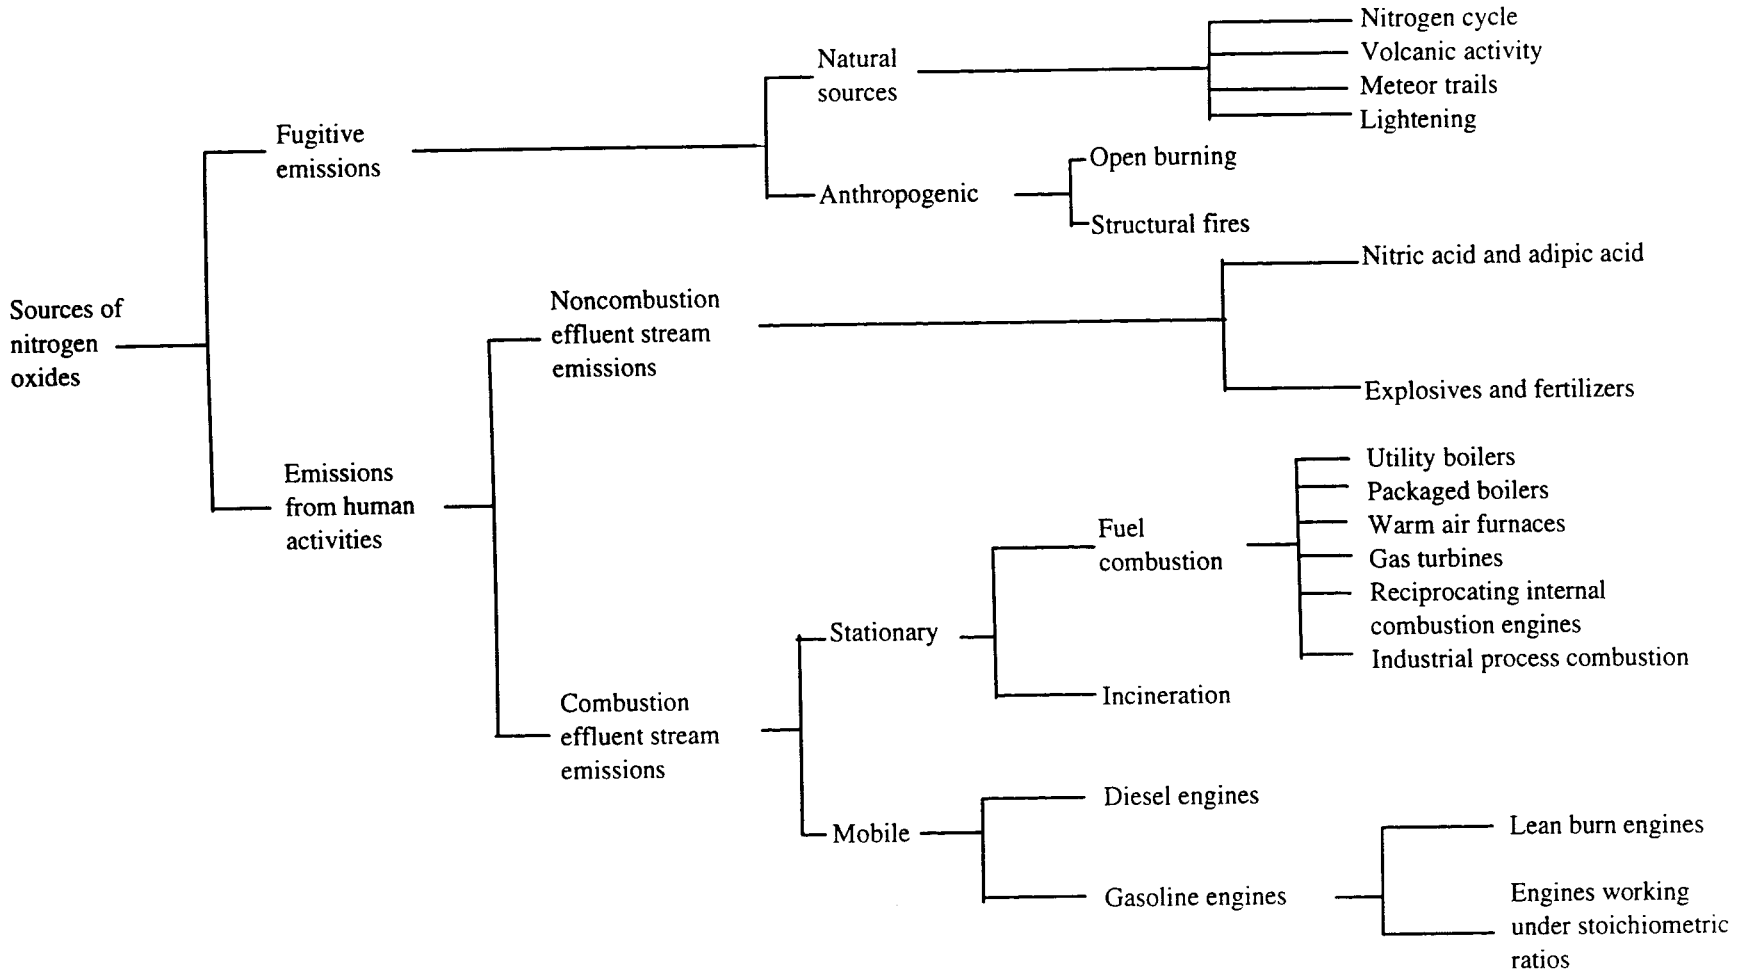 Nitrogen cycle
Natural
sources
Volcanic activity
Meteor trails
Lightening
Fugitive
emissions
Open burning
Anthropogenic
Structural fires
Nitric acid and adipic acid
Sources of
nitrogen
oxides
Noncombustion
effluent stream
emissions
Explosives and fertilizers
Emissions
from human
activities
Utility boilers
Packaged boilers
Warm air furnaces
Gas turbines
Reciprocating internal
combustion engines
Industrial process combustion
Fuel
combustion
Stationary
Incineration
Combustion
effluent stream
emissions
Diesel engines
Mobile
Gasoline engines
Lean burn engines
Engines working
under stoichiometric
ratios